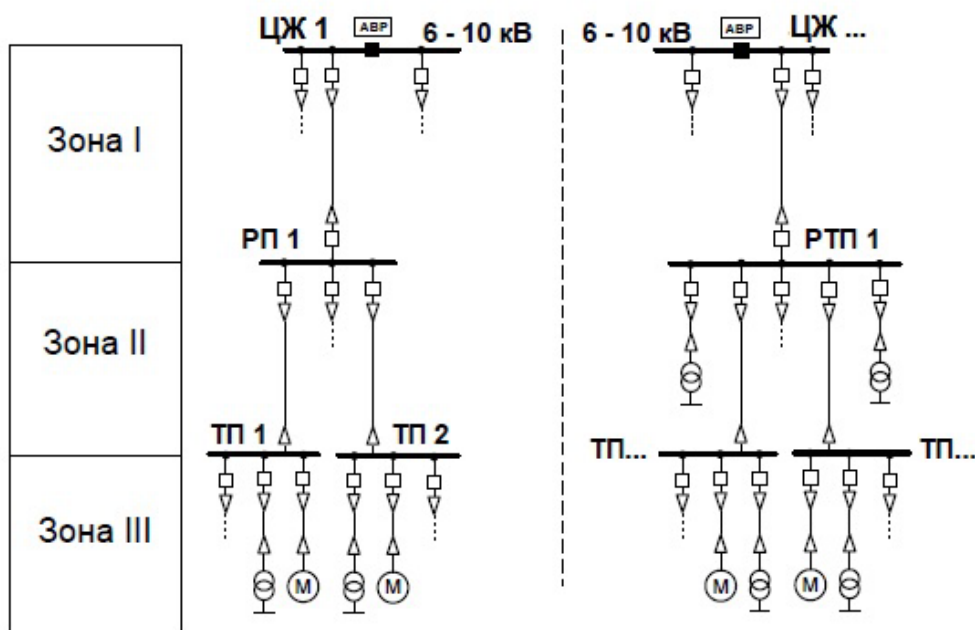 ЦЖ 1 АВР 6 - 10 кВ 6 - 10 кВ АВР ЦЖ ...
Зона I
РП 1 РТП 1
Зона II
ТП 1 ТП 2 ТП... ТП...
Зона III
М М М М